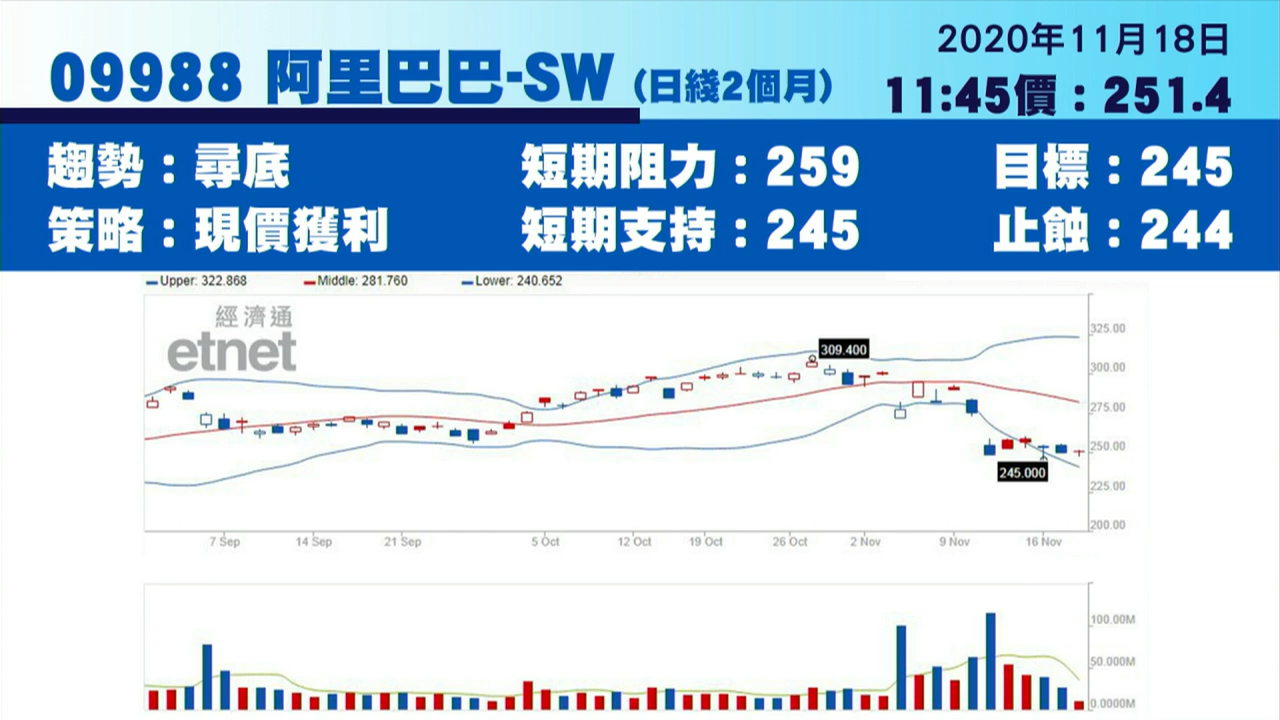 09988 阿里巴巴-SW (日綫2個月)
2020年11月18日
11:45價：251.4
趨勢：尋底
短期阻力：259
目標：245
策略：現價獲利
短期支持：245
止蝕：244
Upper: 322.868
Middle: 281.760
Lower: 240.652
經濟通
etnet
309.400
245.000
325.00
300.00
275.00
250.00
225.00
200.00
7 Sep
14 Sep
21 Sep
5 Oct
12 Oct
19 Oct
26 Oct
2 Nov
9 Nov
16 Nov
100.00M
50.000M
0.0000M